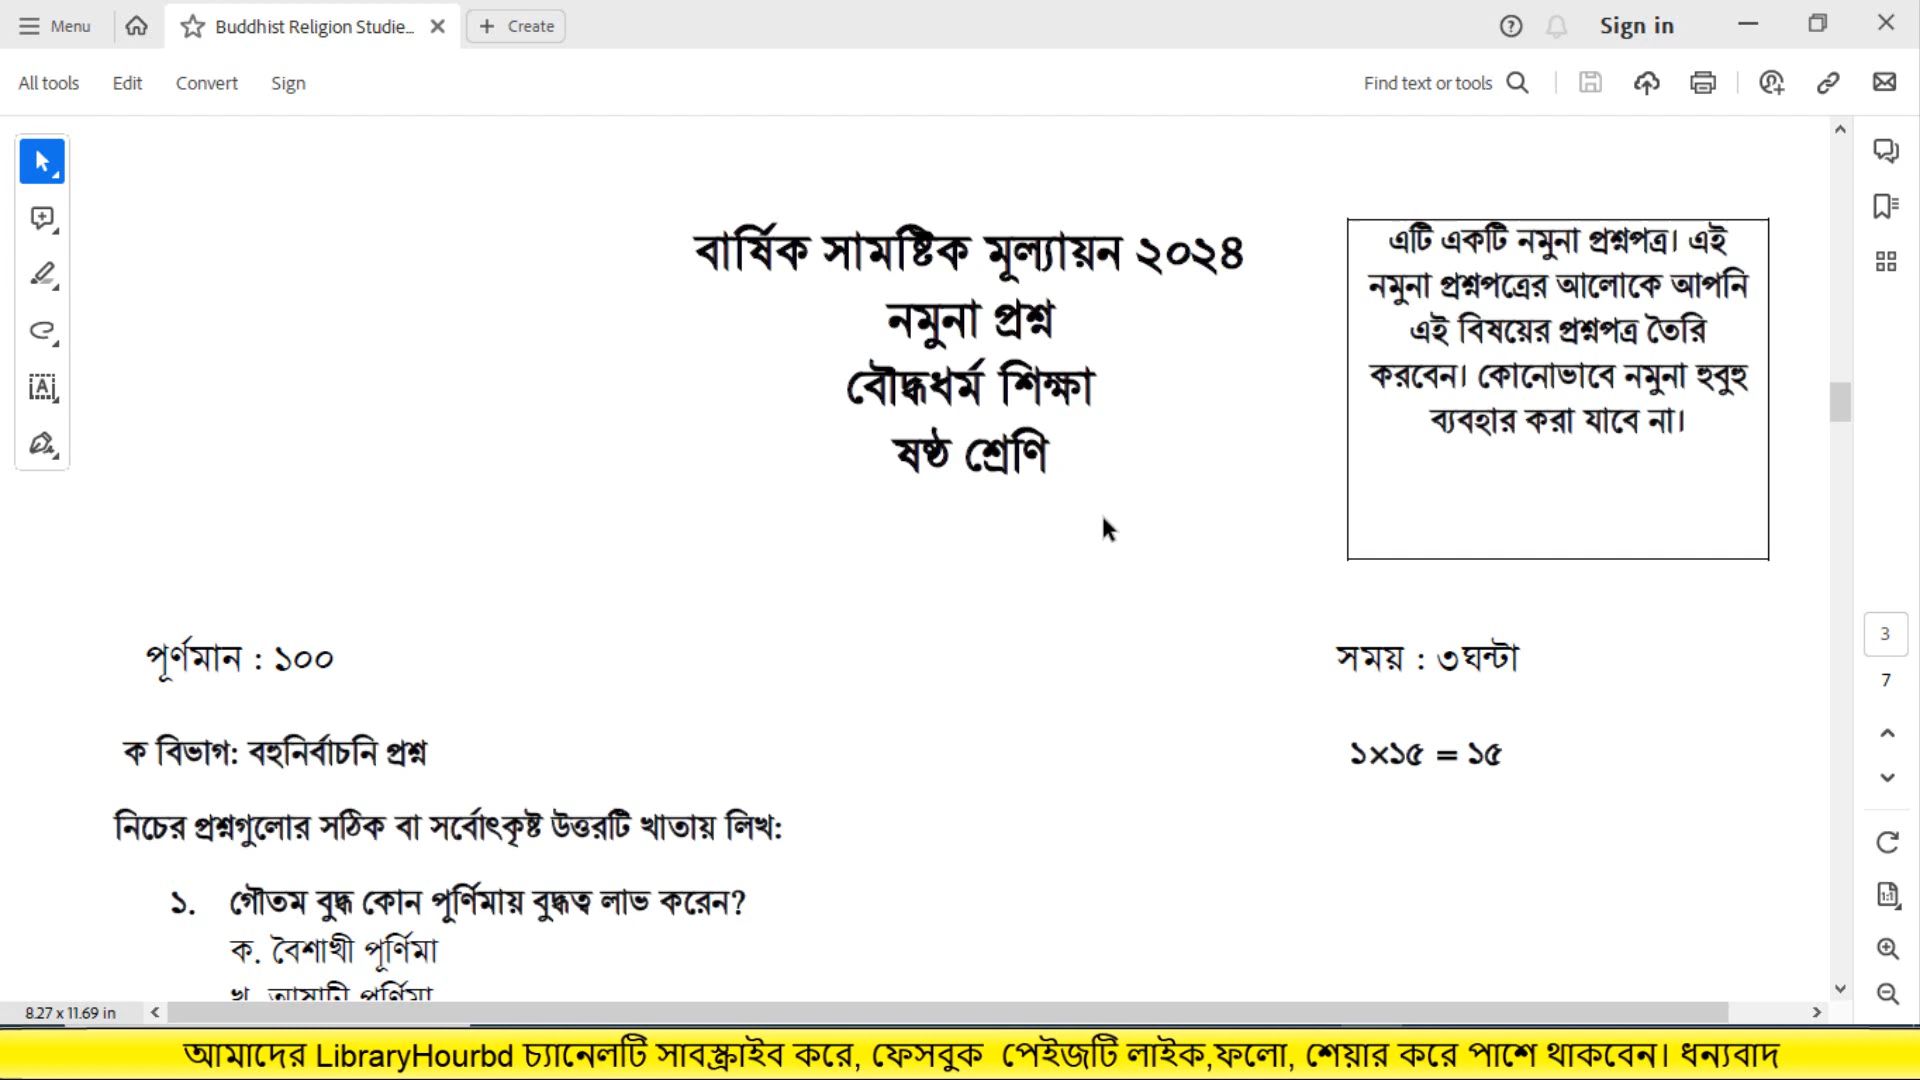 Menu
Buddhist Religion Studie...
Create
Sign in
All tools
Edit
Convert
Sign
Find text or tools
বার্ষিক সামষ্টিক মূল্যায়ন ২০২৪
নমুনা প্রশ্ন
বৌদ্ধধর্ম শিক্ষা
ষষ্ঠ শ্রেণি
এটি একটি নমুনা প্রশ্নপত্র। এই
নমুনা প্রশ্নপত্রের আলোকে আপনি
এই বিষয়ের প্রশ্নপত্র তৈরি
করবেন। কোনোভাবে নমুনা হুবুহু
ব্যবহার করা যাবে না।
পূর্ণমান : ১০০
সময় : ৩ঘন্টা
ক বিভাগ: বহুনির্বাচনি প্রশ্ন
১×১৫ = ১৫
নিচের প্রশ্নগুলোর সঠিক বা সর্বোৎকৃষ্ট উত্তরটি খাতায় লিখ:
১. গৌতম বুদ্ধ কোন পূর্ণিমায় বুদ্ধত্ব লাভ করেন?
ক. বৈশাখী পূর্ণিমা
খ. আষাঢ়ী পূর্ণিমা
3
7
8.27 x 11.69 in
আমাদের LibraryHourbd চ্যানেলটি সাবস্ক্রাইব করে, ফেসবুক পেইজটি লাইক,ফলো, শেয়ার করে পাশে থাকবেন। ধন্যবাদ